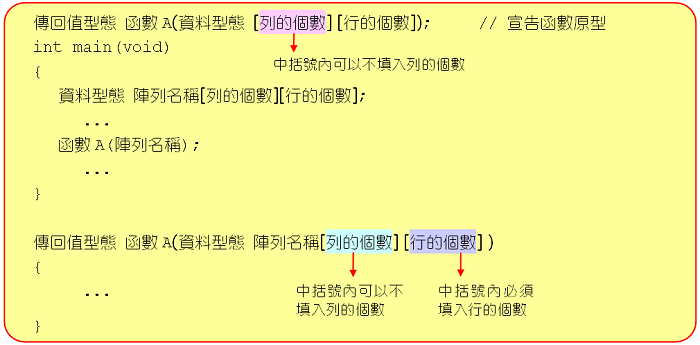 傳回值型態 函數 A(資料型態 [列的個數][行的個數]); // 宣告函數原型
int main(void)
中括號內可以不填入列的個數
{
資料型態 陣列名稱[列的個數][行的個數];
...
函數 A(陣列名稱);
...
}
傳回值型態 函數 A(資料型態 陣列名稱[列的個數][行的個數])
{
...
中括號內可以不
填入列的個數
中括號內必須
填入行的個數
}